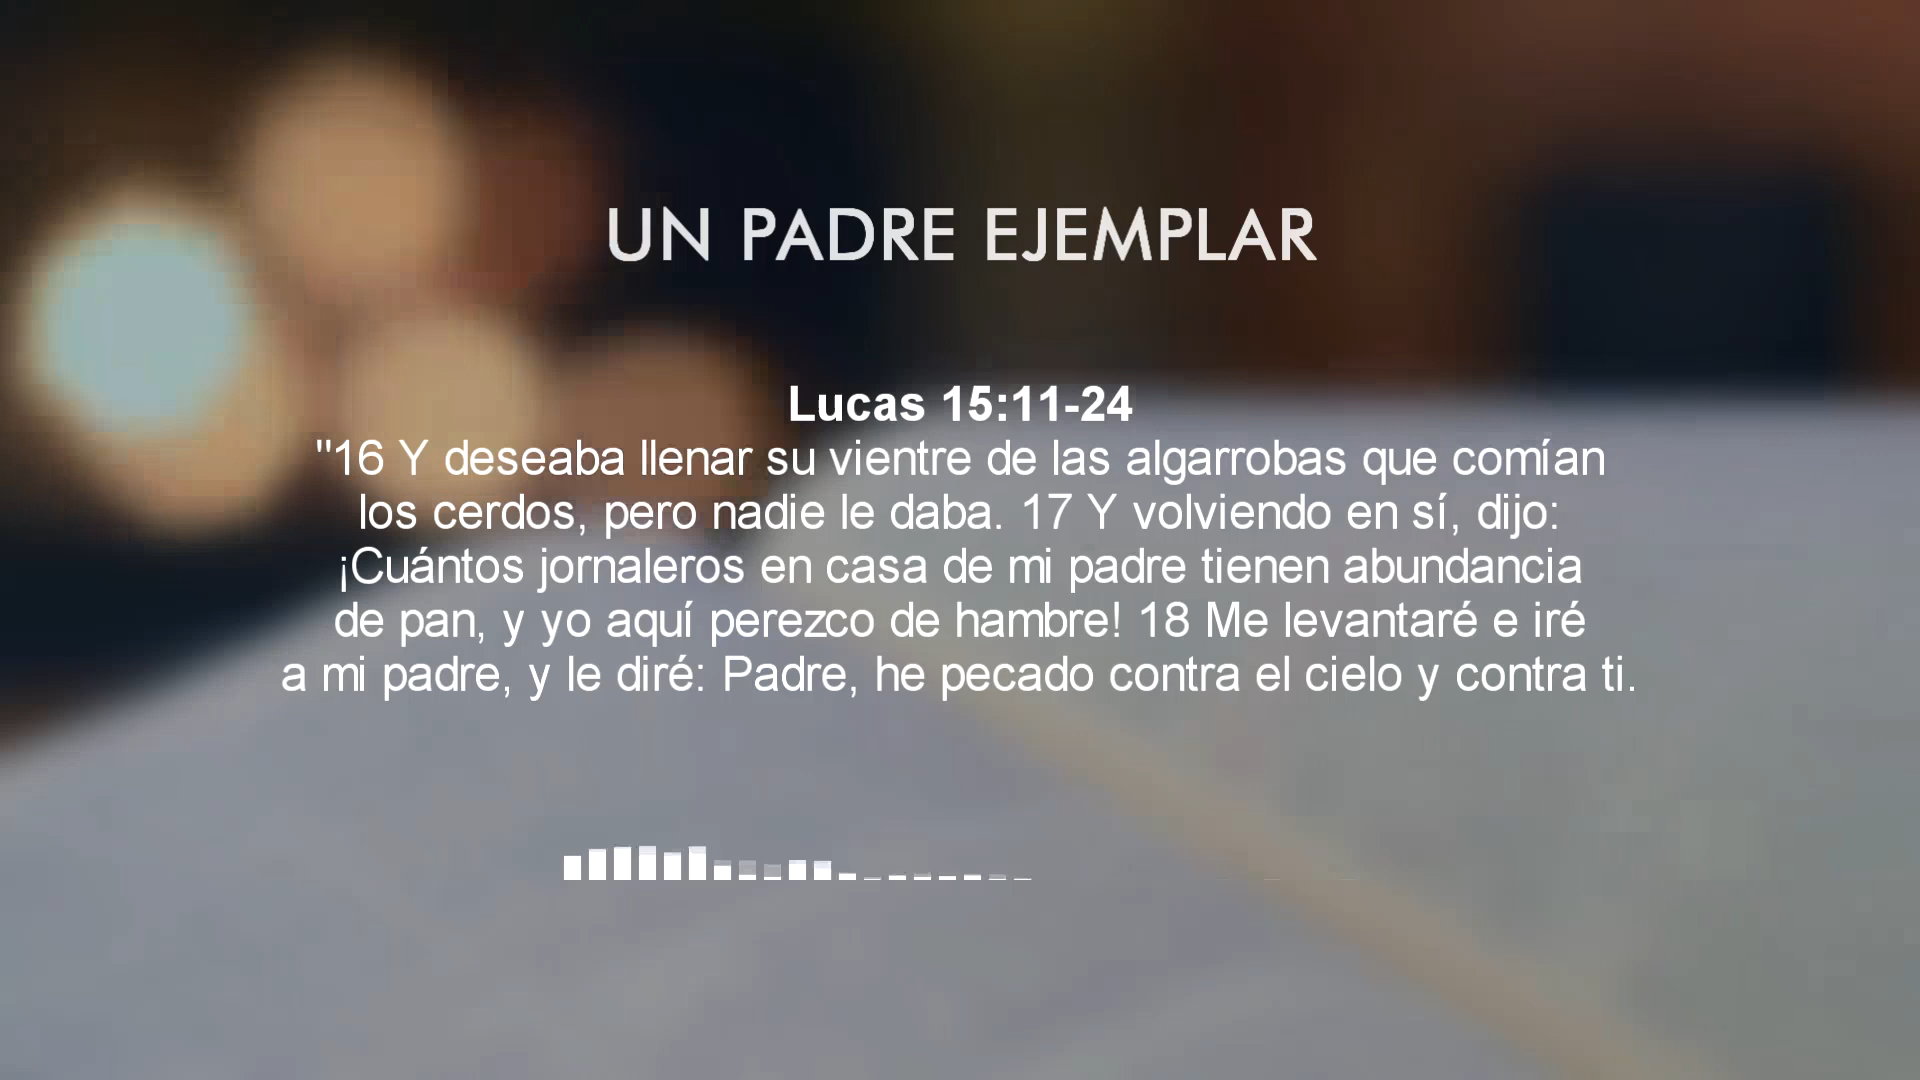 UN PADRE EJEMPLAR
Lucas 15:11-24
"16 Y deseaba llenar su vientre de las algarrobas que comían
los cerdos, pero nadie le daba. 17 Y volviendo en sí, dijo:
¡Cuántos jornaleros en casa de mi padre tienen abundancia
de pan, y yo aquí perezco de hambre! 18 Me levantaré e iré
a mi padre, y le diré: Padre, he pecado contra el cielo y contra ti.